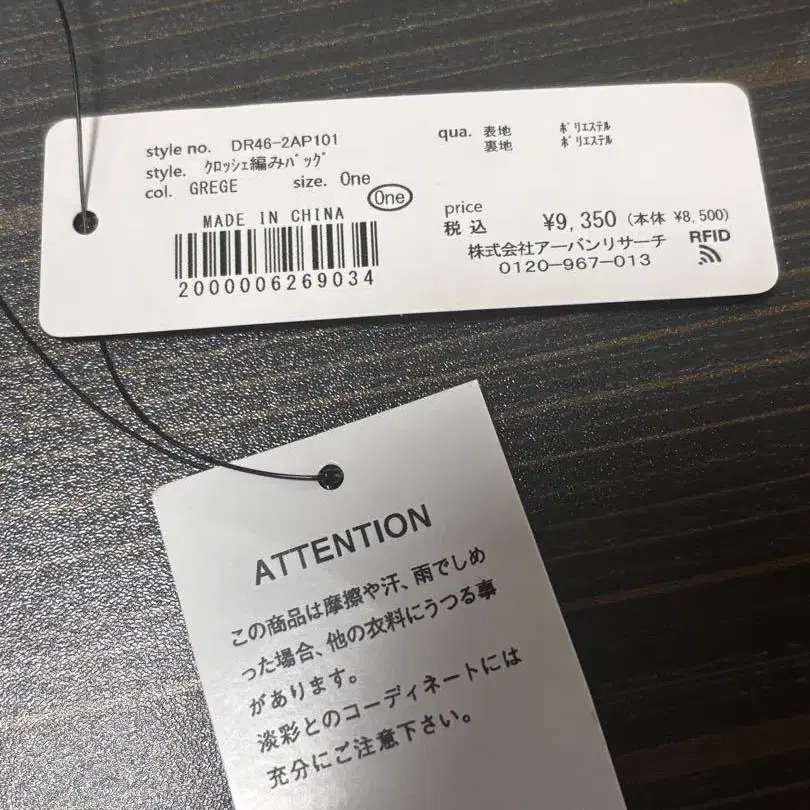 style no. DR46-2AP101
style. ｸﾛｯｼｪ編みﾊﾞｯｸﾞ
col. GREGE size. One
One
MADE IN CHINA
2000006269034
qua. 表地 ﾎﾟﾘｴｽﾃﾙ
裏地 ﾎﾟﾘｴｽﾃﾙ
price
税込 ¥9,350 (本体 ¥8,500)
株式会社アーバンリサーチ
0120-967-013
RFID
ATTENTION
この商品は摩擦や汗、雨でしめ
った場合、他の衣料にうつる事
があります。
淡彩とのコーディネートには
充分にご注意下さい。